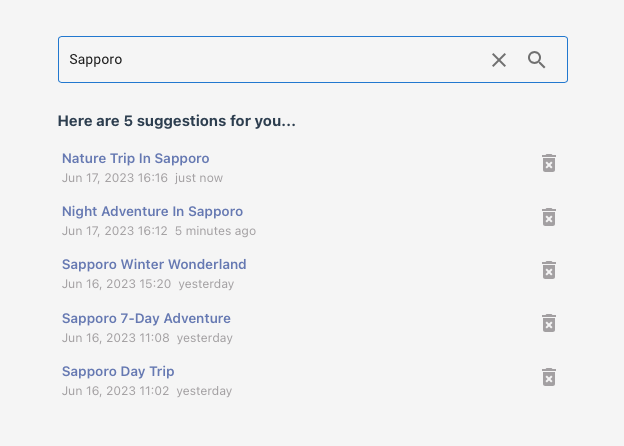 Sapporo
Here are 5 suggestions for you...
Nature Trip In Sapporo
Jun 17, 2023 16:16 just now
Night Adventure In Sapporo
Jun 17, 2023 16:12 5 minutes ago
Sapporo Winter Wonderland
Jun 16, 2023 15:20 yesterday
Sapporo 7-Day Adventure
Jun 16, 2023 11:08 yesterday
Sapporo Day Trip
Jun 16, 2023 11:02 yesterday